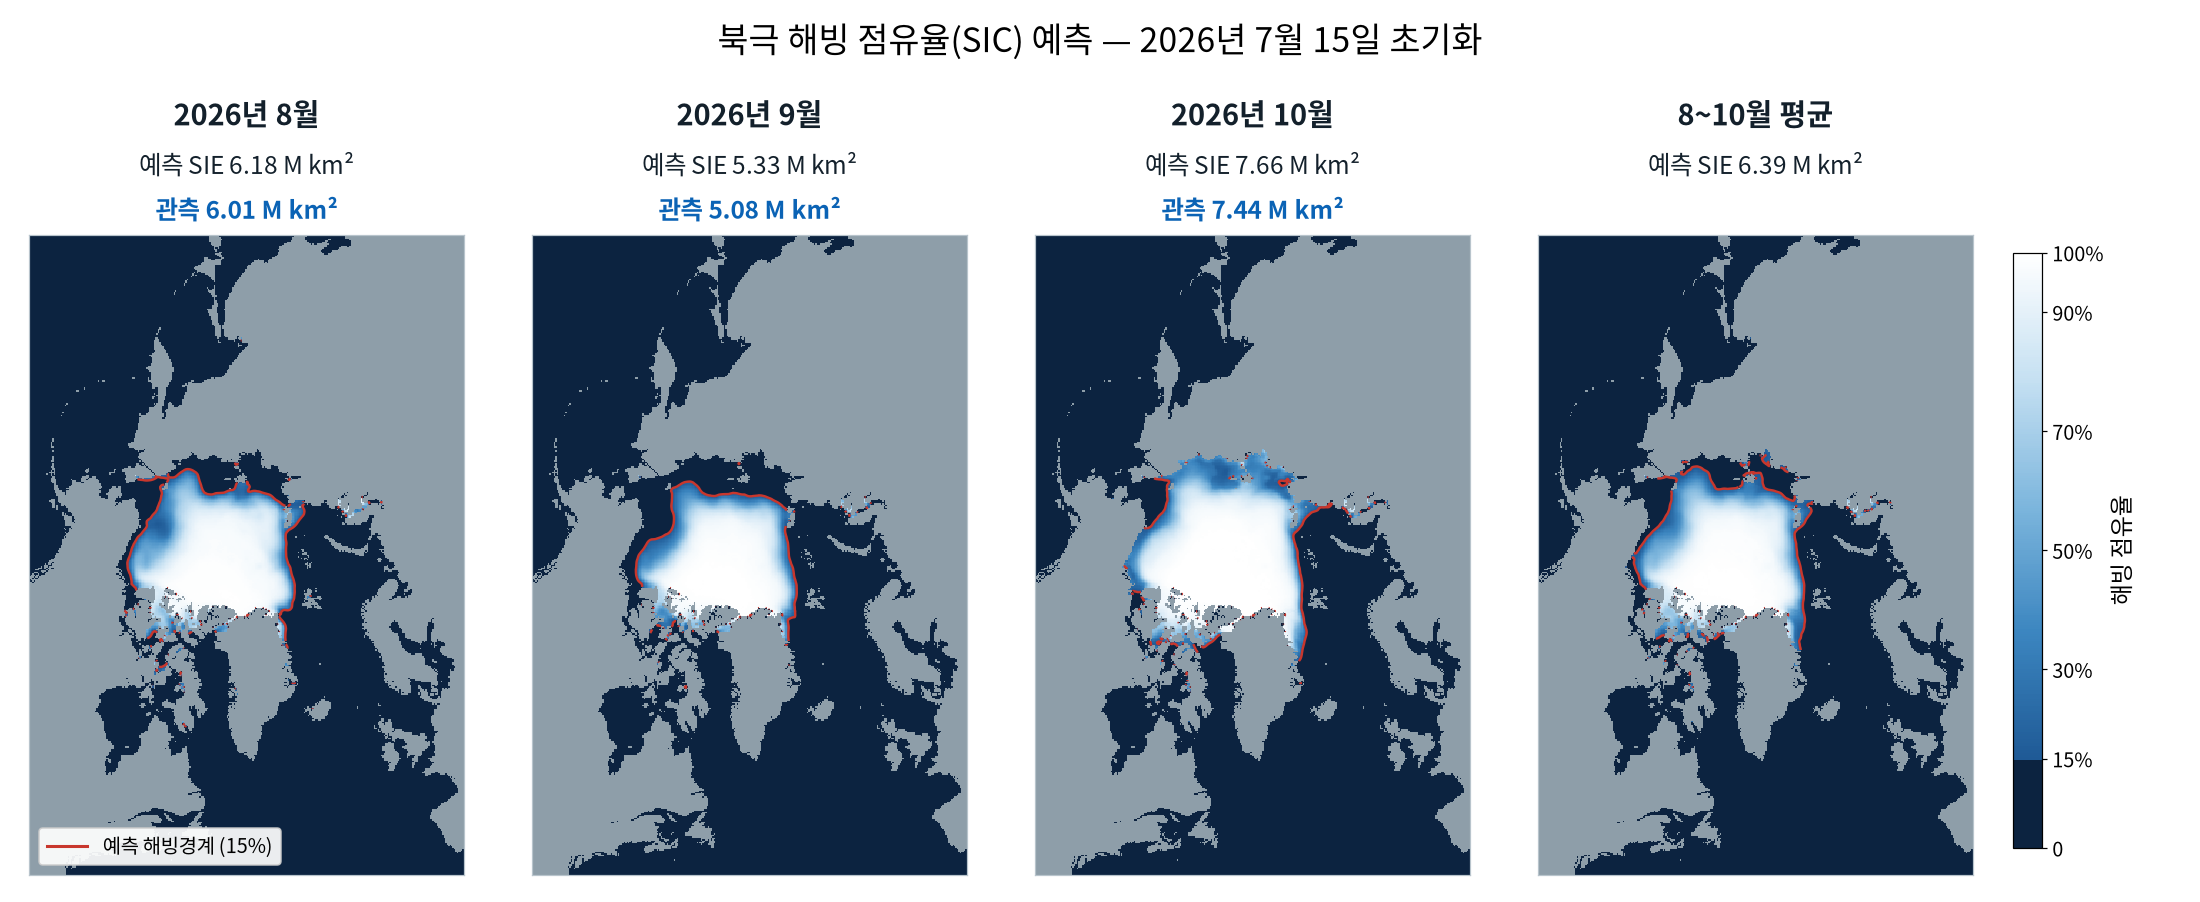 북극 해빙 점유율(SIC) 예측 — 2026년 7월 15일 초기화
2026년 8월
예측 SIE 6.18 M km²
관측 6.01 M km²
2026년 9월
예측 SIE 5.33 M km²
관측 5.08 M km²
2026년 10월
예측 SIE 7.66 M km²
관측 7.44 M km²
8~10월 평균
예측 SIE 6.39 M km²
예측 해빙경계 (15%)
100%
90%
70%
50%
30%
15%
0
해빙 점유율